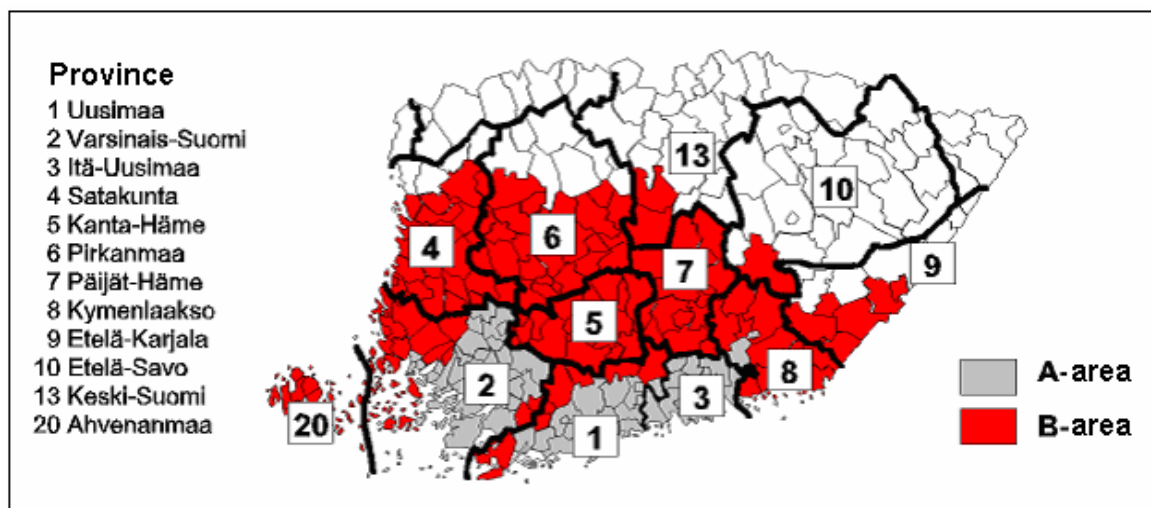 Province
1 Uusimaa
2 Varsinais-Suomi
3 Itä-Uusimaa
4 Satakunta
5 Kanta-Häme
6 Pirkanmaa
7 Päijät-Häme
8 Kymenlaakso
9 Etelä-Karjala
10 Etelä-Savo
13 Keski-Suomi
20 Ahvenanmaa
13
10
4
6
7
9
5
2
8
3
20
1
A-area
B-area